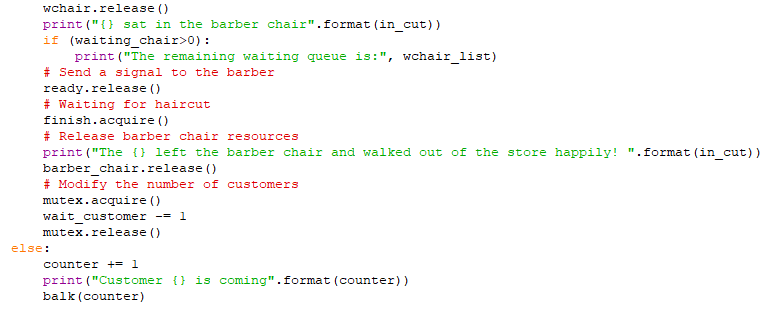 wchair.release()
print("{} sat in the barber chair".format(in_cut))
if (waiting_chair>0):
print("The remaining waiting queue is:", wchair_list)
# Send a signal to the barber
ready.release()
# Waiting for haircut
finish.acquire()
# Release barber chair resources
print("The {} left the barber chair and walked out of the store happily! ".format(in_cut))
barber_chair.release()
# Modify the number of customers
mutex.acquire()
wait_customer -= 1
mutex.release()
else:
counter += 1
print("Customer {} is coming".format(counter))
balk(counter)